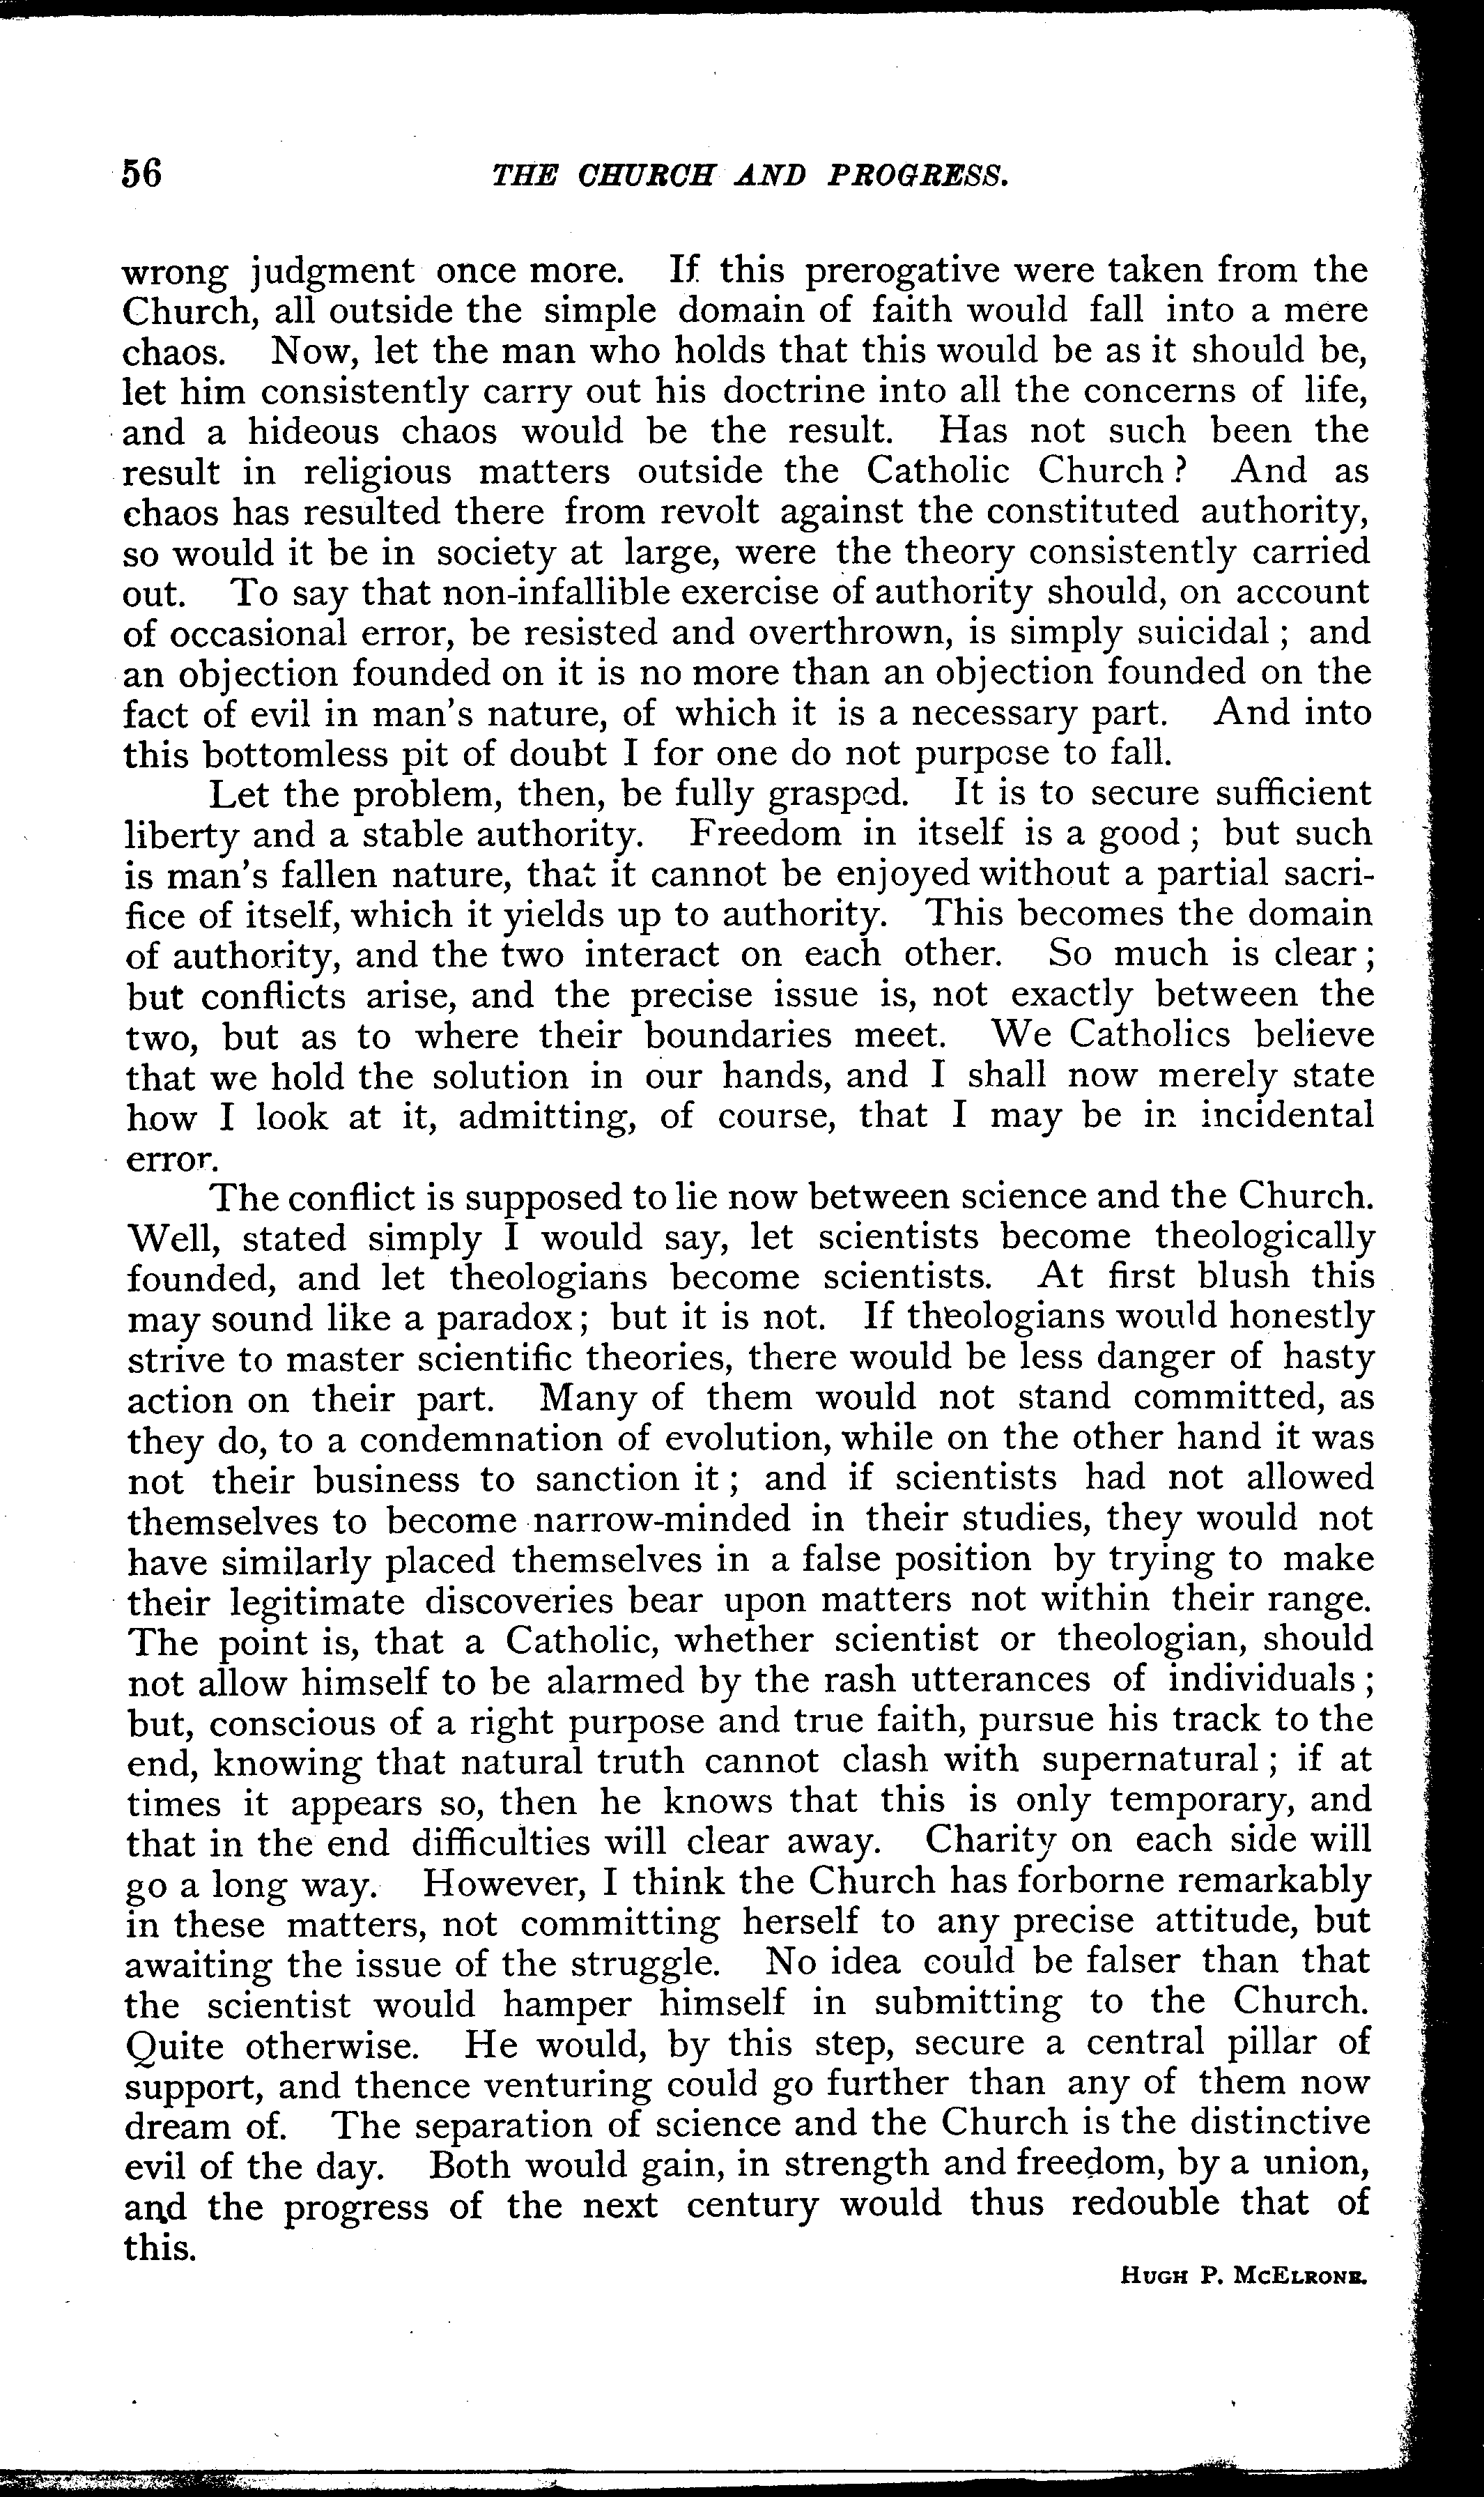 56 THE CHURCH AND PROGRESS.
wrong judgment once more. If this prerogative were taken from the
Church, all outside the simple domain of faith would fall into a mere
chaos. Now, let the man who holds that this would be as it should be,
let him consistently carry out his doctrine into all the concerns of life,
and a hideous chaos would be the result. Has not such been the
result in religious matters outside the Catholic Church? And as
chaos has resulted there from revolt against the constituted authority,
so would it be in society at large, were the theory consistently carried
out. To say that non-infallible exercise of authority should, on account
of occasional error, be resisted and overthrown, is simply suicidal; and
an objection founded on it is no more than an objection founded on the
fact of evil in man's nature, of which it is a necessary part. And into
this bottomless pit of doubt I for one do not purpose to fall.
Let the problem, then, be fully grasped. It is to secure sufficient
liberty and a stable authority. Freedom in itself is a good; but such
is man's fallen nature, that it cannot be enjoyed without a partial sacri-
fice of itself, which it yields up to authority. This becomes the domain
of authority, and the two interact on each other. So much is clear;
but conflicts arise, and the precise issue is, not exactly between the
two, but as to where their boundaries meet. We Catholics believe
that we hold the solution in our hands, and I shall now merely state
how I look at it, admitting, of course, that I may be in incidental
error.
The conflict is supposed to lie now between science and the Church.
Well, stated simply I would say, let scientists become theologically
founded, and let theologians become scientists. At first blush this
may sound like a paradox; but it is not. If theologians would honestly
strive to master scientific theories, there would be less danger of hasty
action on their part. Many of them would not stand committed, as
they do, to a condemnation of evolution, while on the other hand it was
not their business to sanction it; and if scientists had not allowed
themselves to become narrow-minded in their studies, they would not
have similarly placed themselves in a false position by trying to make
their legitimate discoveries bear upon matters not within their range.
The point is, that a Catholic, whether scientist or theologian, should
not allow himself to be alarmed by the rash utterances of individuals;
but, conscious of a right purpose and true faith, pursue his track to the
end, knowing that natural truth cannot clash with supernatural; if at
times it appears so, then he knows that this is only temporary, and
that in the end difficulties will clear away. Charity on each side will
go a long way. However, I think the Church has forborne remarkably
in these matters, not committing herself to any precise attitude, but
awaiting the issue of the struggle. No idea could be falser than that
the scientist would hamper himself in submitting to the Church.
Quite otherwise. He would, by this step, secure a central pillar of
support, and thence venturing could go further than any of them now
dream of. The separation of science and the Church is the distinctive
evil of the day. Both would gain, in strength and freedom, by a union,
and the progress of the next century would thus redouble that of
this.
HUGH P. MCELRONE.